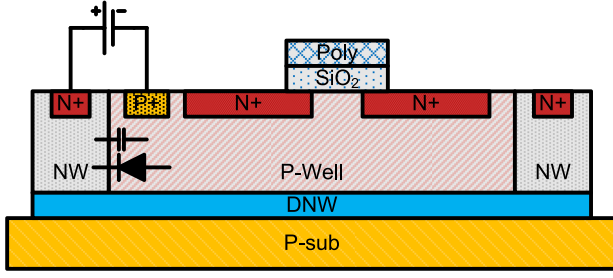 + -
Poly
SiO₂
N+ P+ N+ N+ N+
NW P-Well NW
DNW
P-sub